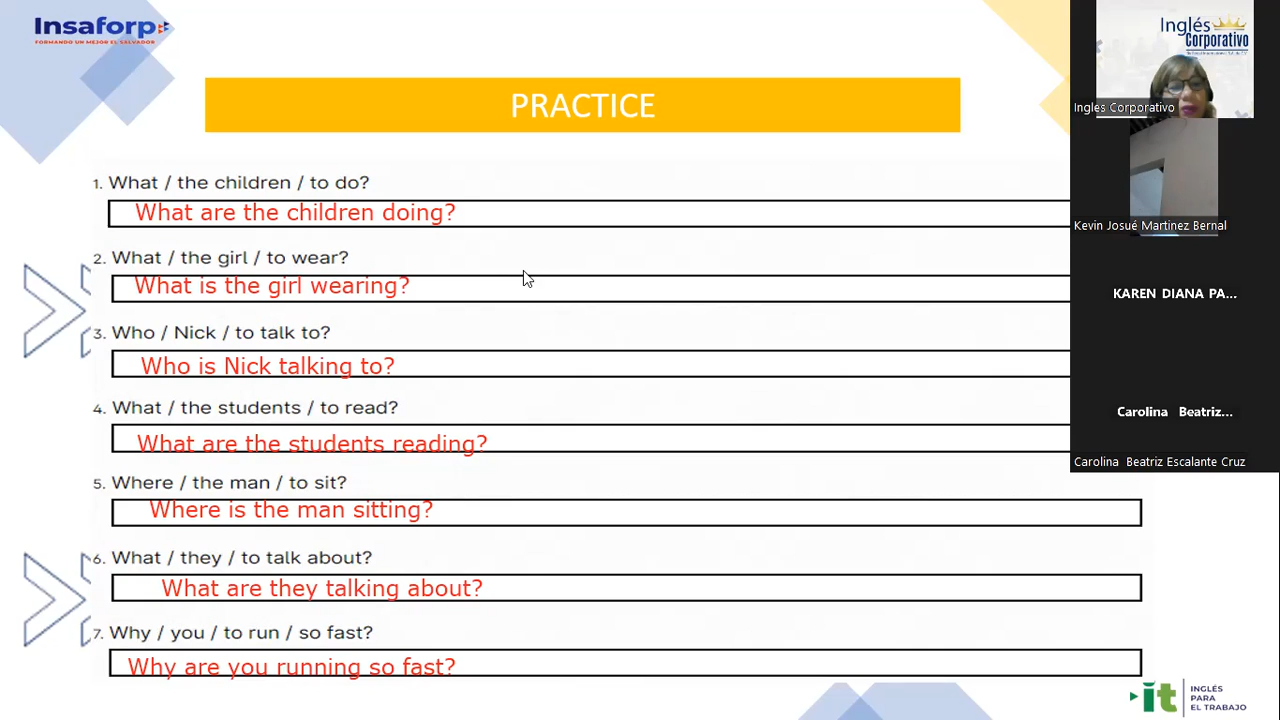 Insaforp
FORMANDO UN MEJOR EL SALVADOR
PRACTICE
1. What / the children / to do?
What are the children doing?
2. What / the girl / to wear?
What is the girl wearing?
3. Who / Nick / to talk to?
Who is Nick talking to?
4. What / the students / to read?
What are the students reading?
5. Where / the man / to sit?
Where is the man sitting?
6. What / they / to talk about?
What are they talking about?
7. Why / you / to run / so fast?
Why are you running so fast?
Inglés
Corporativo
Ingles Corporativo
Kevin Josué Martinez Bernal
KAREN DIANA PA...
Carolina Beatriz...
Carolina Beatriz Escalante Cruz
it
INGLÉS
PARA
EL TRABAJO